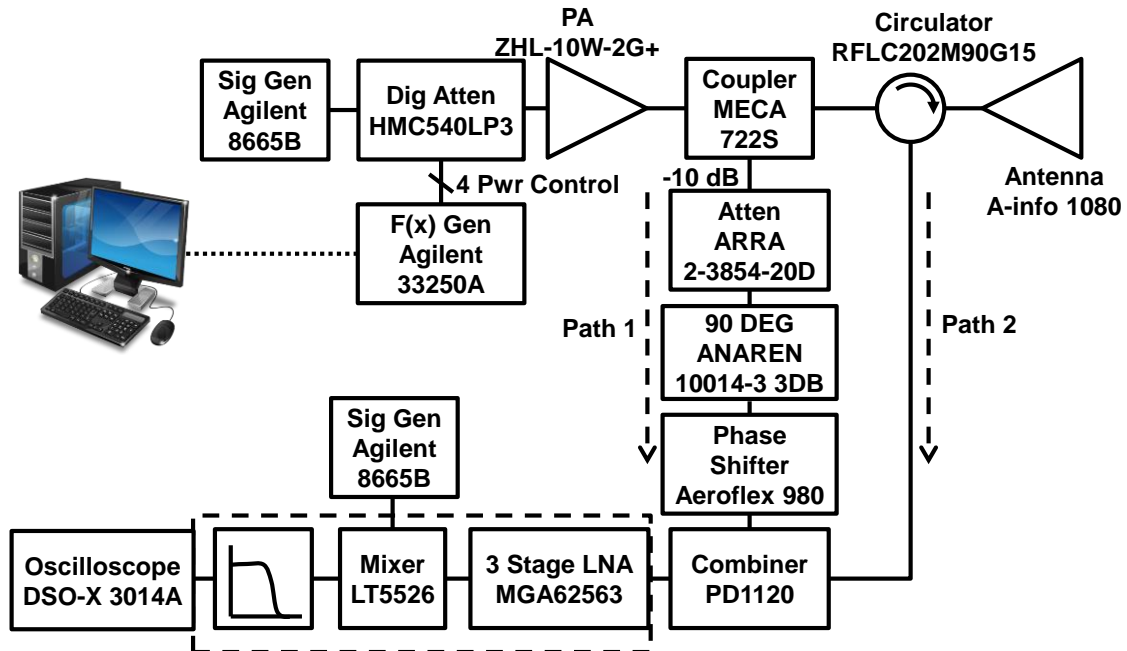 PA
ZHL-10W-2G+
Circulator
RFLC202M90G15
Sig Gen
Agilent
8665B
Dig Atten
HMC540LP3
Coupler
MECA
722S
Antenna
A-info 1080
4 Pwr Control
-10 dB
F(x) Gen
Agilent
33250A
Atten
ARRA
2-3854-20D
Path 1
90 DEG
ANAREN
10014-3 3DB
Path 2
Sig Gen
Agilent
8665B
Phase
Shifter
Aeroflex 980
Oscilloscope
DSO-X 3014A
Mixer
LT5526
3 Stage LNA
MGA62563
Combiner
PD1120